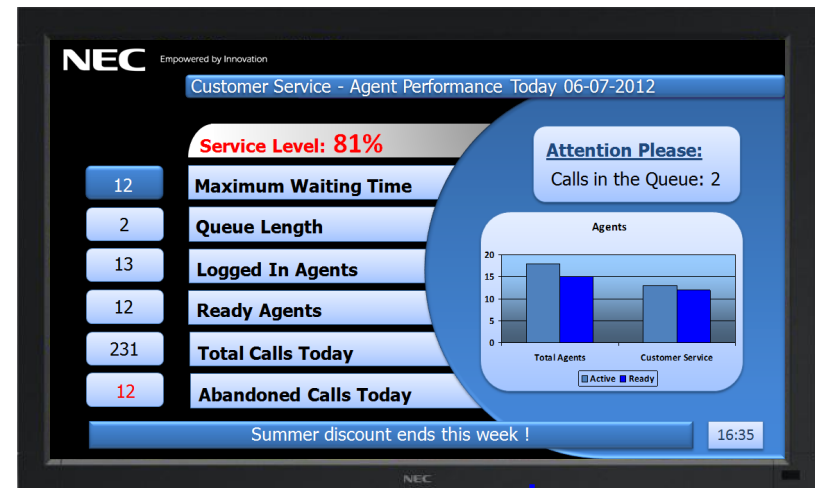 NEC Empowered by Innovation
Customer Service - Agent Performance Today 06-07-2012
Service Level: 81%
12 Maximum Waiting Time
2 Queue Length
13 Logged In Agents
12 Ready Agents
231 Total Calls Today
12 Abandoned Calls Today
Attention Please:
Calls in the Queue: 2
Agents
20
15
10
5
0
Total Agents Customer Service
Active Ready
Summer discount ends this week !
16:35
NEC